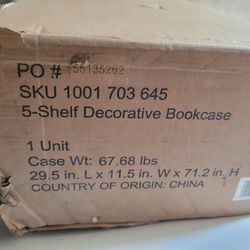 PO # 156135262
SKU 1001 703 645
5-Shelf Decorative Bookcase
1 Unit
Case Wt: 67.68 lbs
29.5 in. L x 11.5 in. W x 71.2 in. H
COUNTRY OF ORIGIN: CHINA